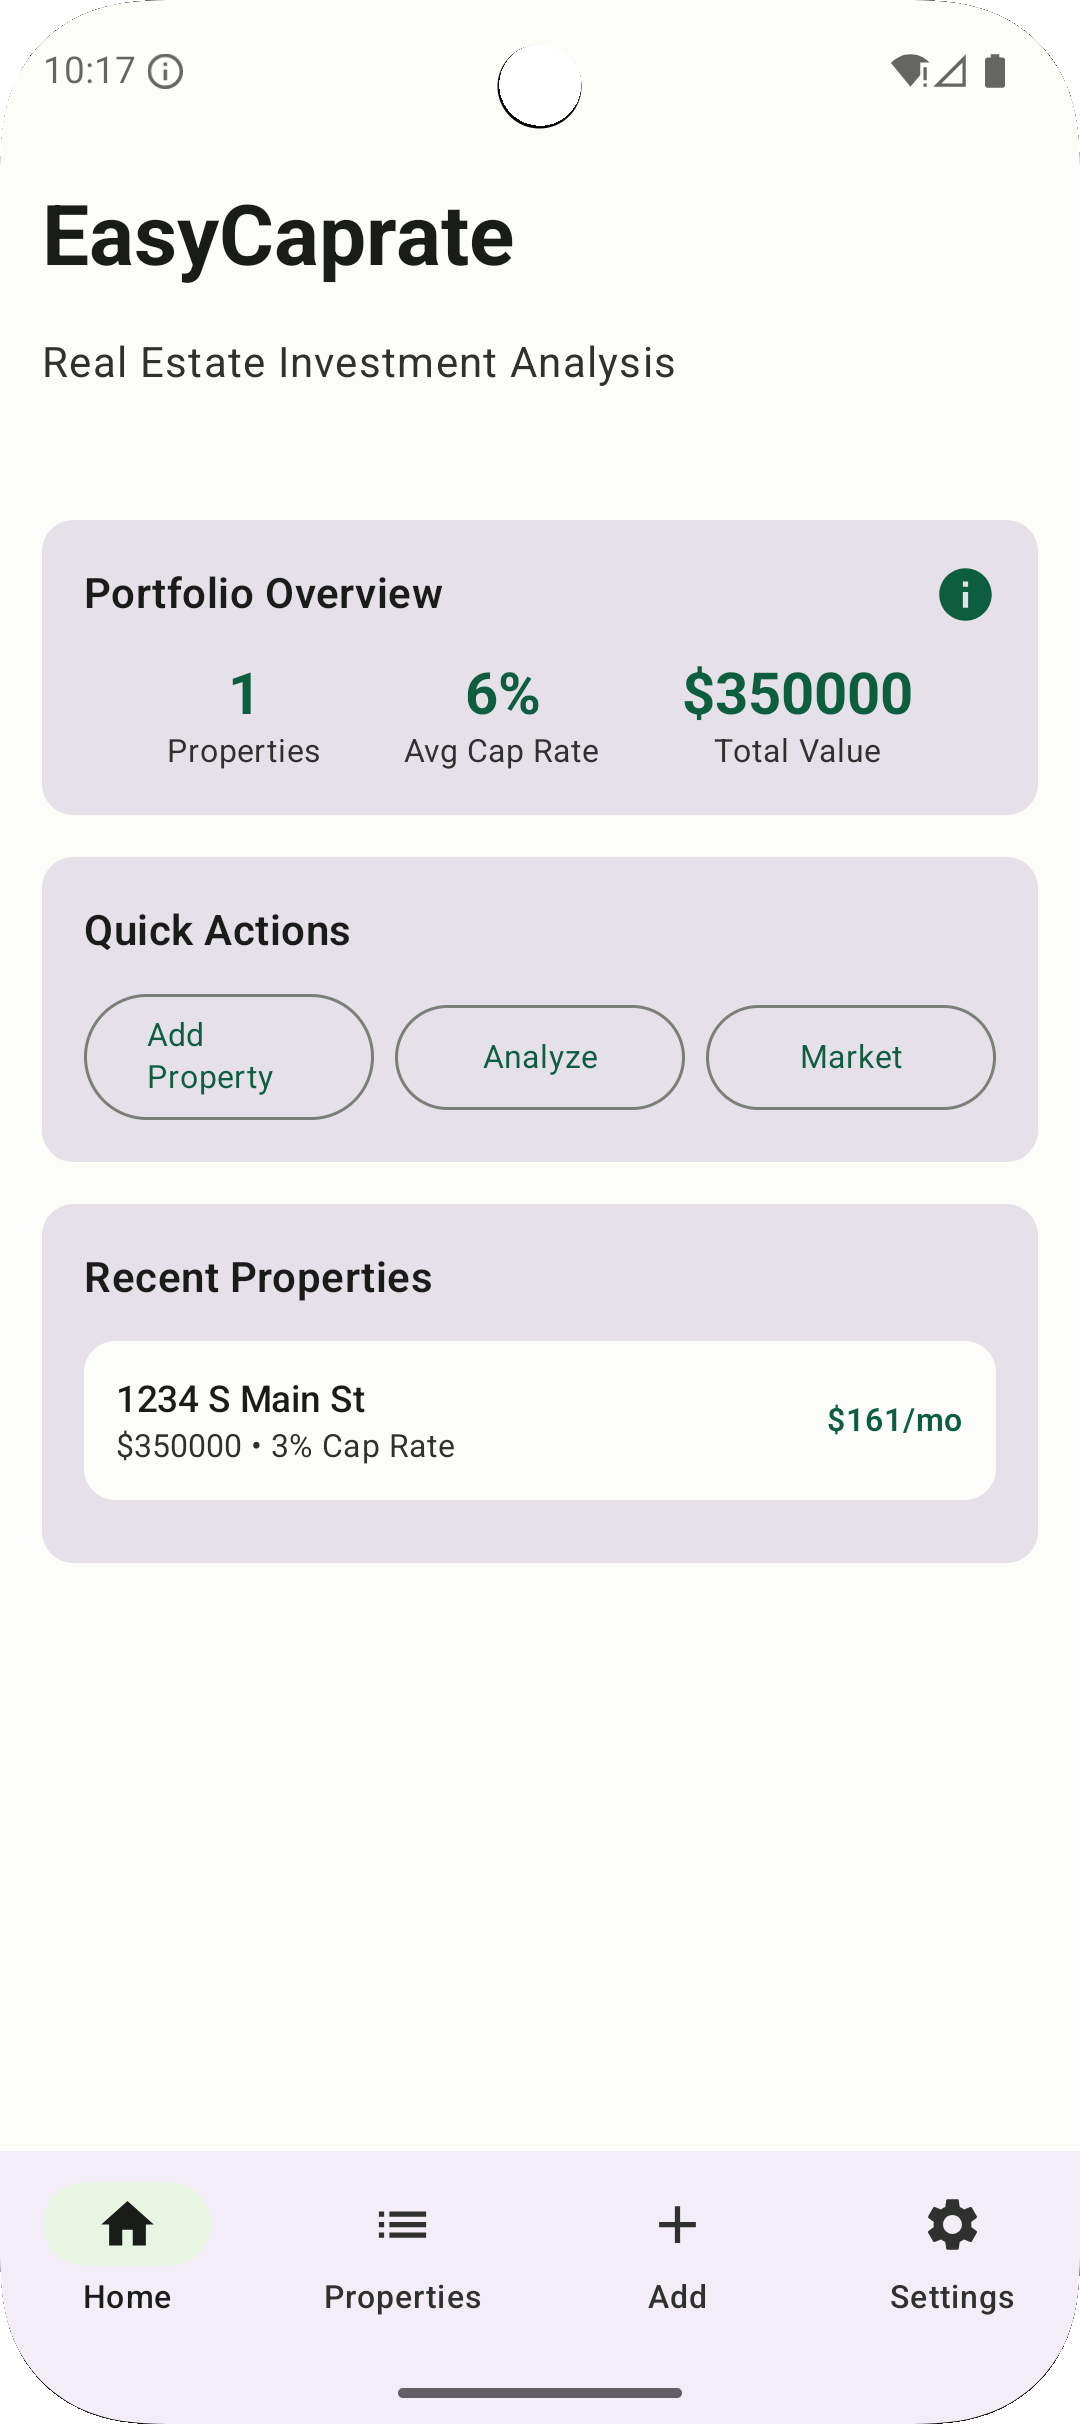 10:17
EasyCaprate
Real Estate Investment Analysis
Portfolio Overview
1
Properties
6%
Avg Cap Rate
$350000
Total Value
Quick Actions
Add
Property
Analyze
Market
Recent Properties
1234 S Main St
$350000 • 3% Cap Rate
$161/mo
Home
Properties
Add
Settings